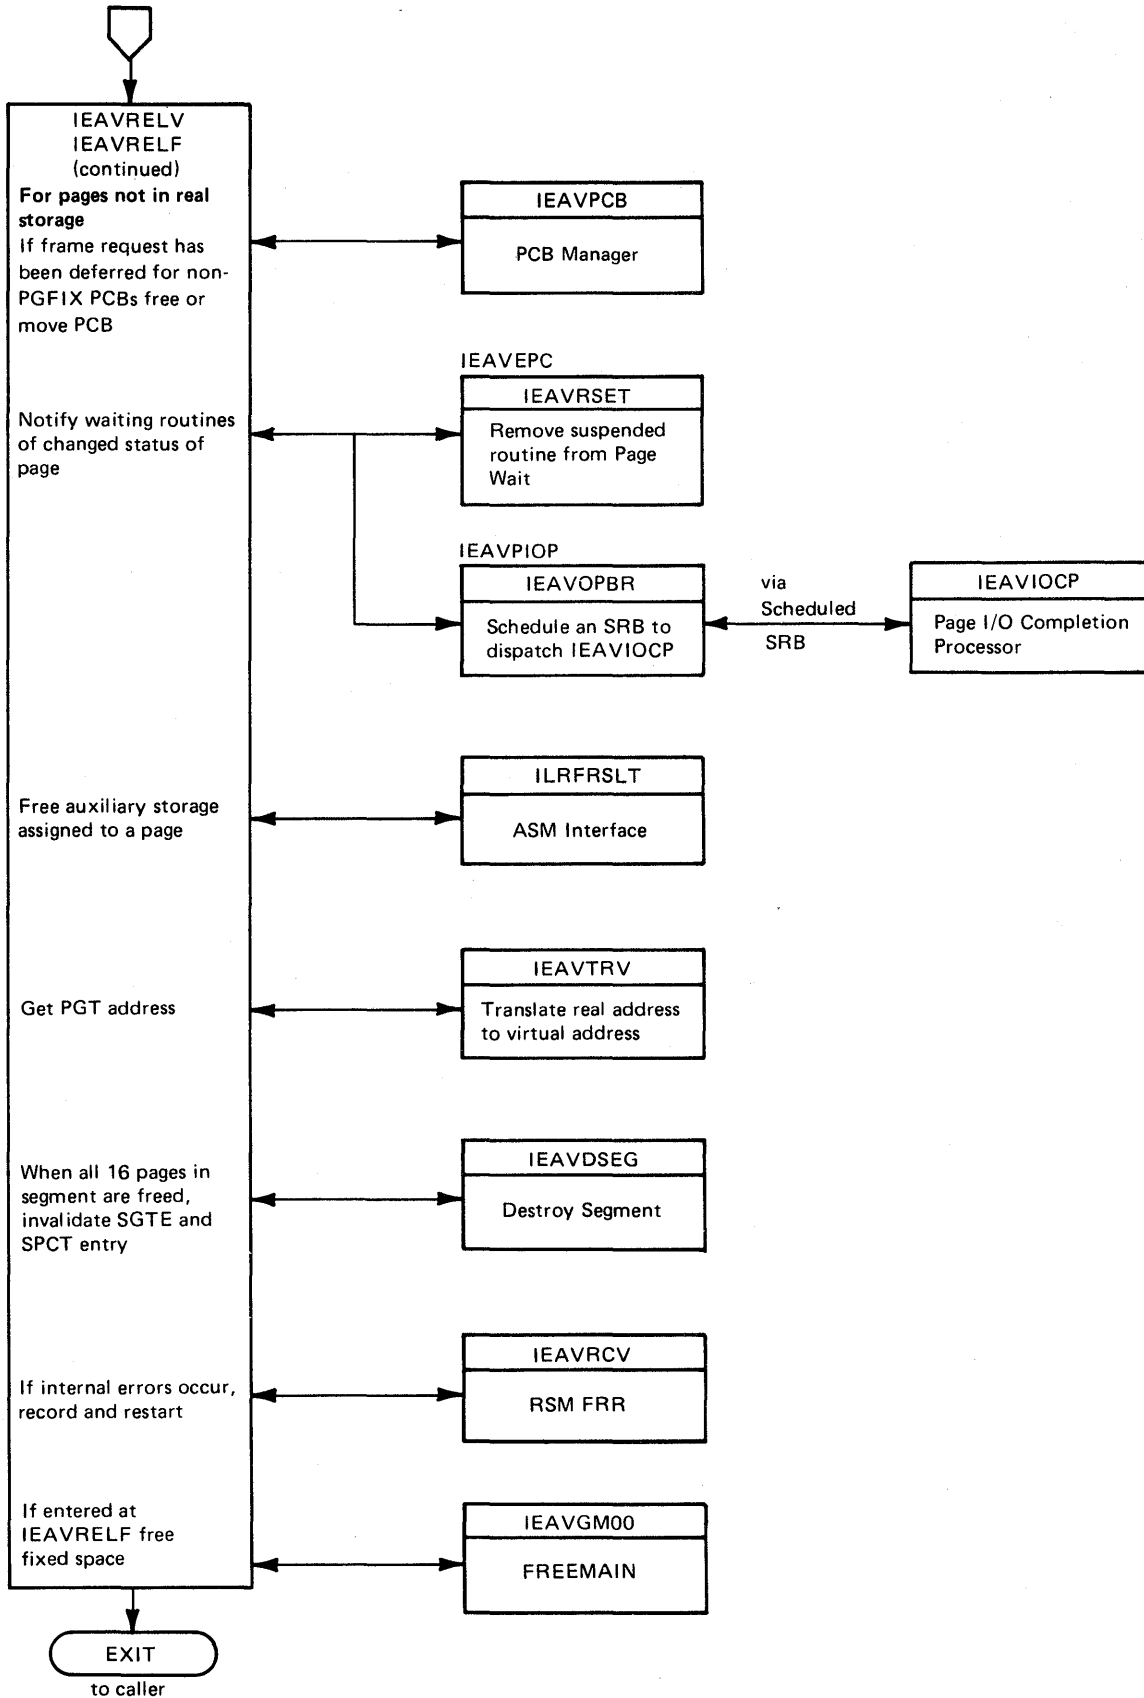 IEAVRELV
IEAVRELF
(continued)
For pages not in real
storage
If frame request has
been deferred for non-
PGFIX PCBs free or
move PCB
IEAVPCB
PCB Manager
Notify waiting routines
of changed status of
page
IEAVEPC
IEAVRSET
Remove suspended
routine from Page
Wait
IEAVPIOP
IEAVOPBR
Schedule an SRB to
dispatch IEAVIOCP
via
Scheduled
SRB
IEAVIOCP
Page I/O Completion
Processor
Free auxiliary storage
assigned to a page
ILRFRSLT
ASM Interface
Get PGT address
IEAVTRV
Translate real address
to virtual address
When all 16 pages in
segment are freed,
invalidate SGTE and
SPCT entry
IEAVDSEG
Destroy Segment
If internal errors occur,
record and restart
IEAVRCV
RSM FRR
If entered at
IEAVRELF free
fixed space
IEAVGM00
FREEMAIN
EXIT
to caller